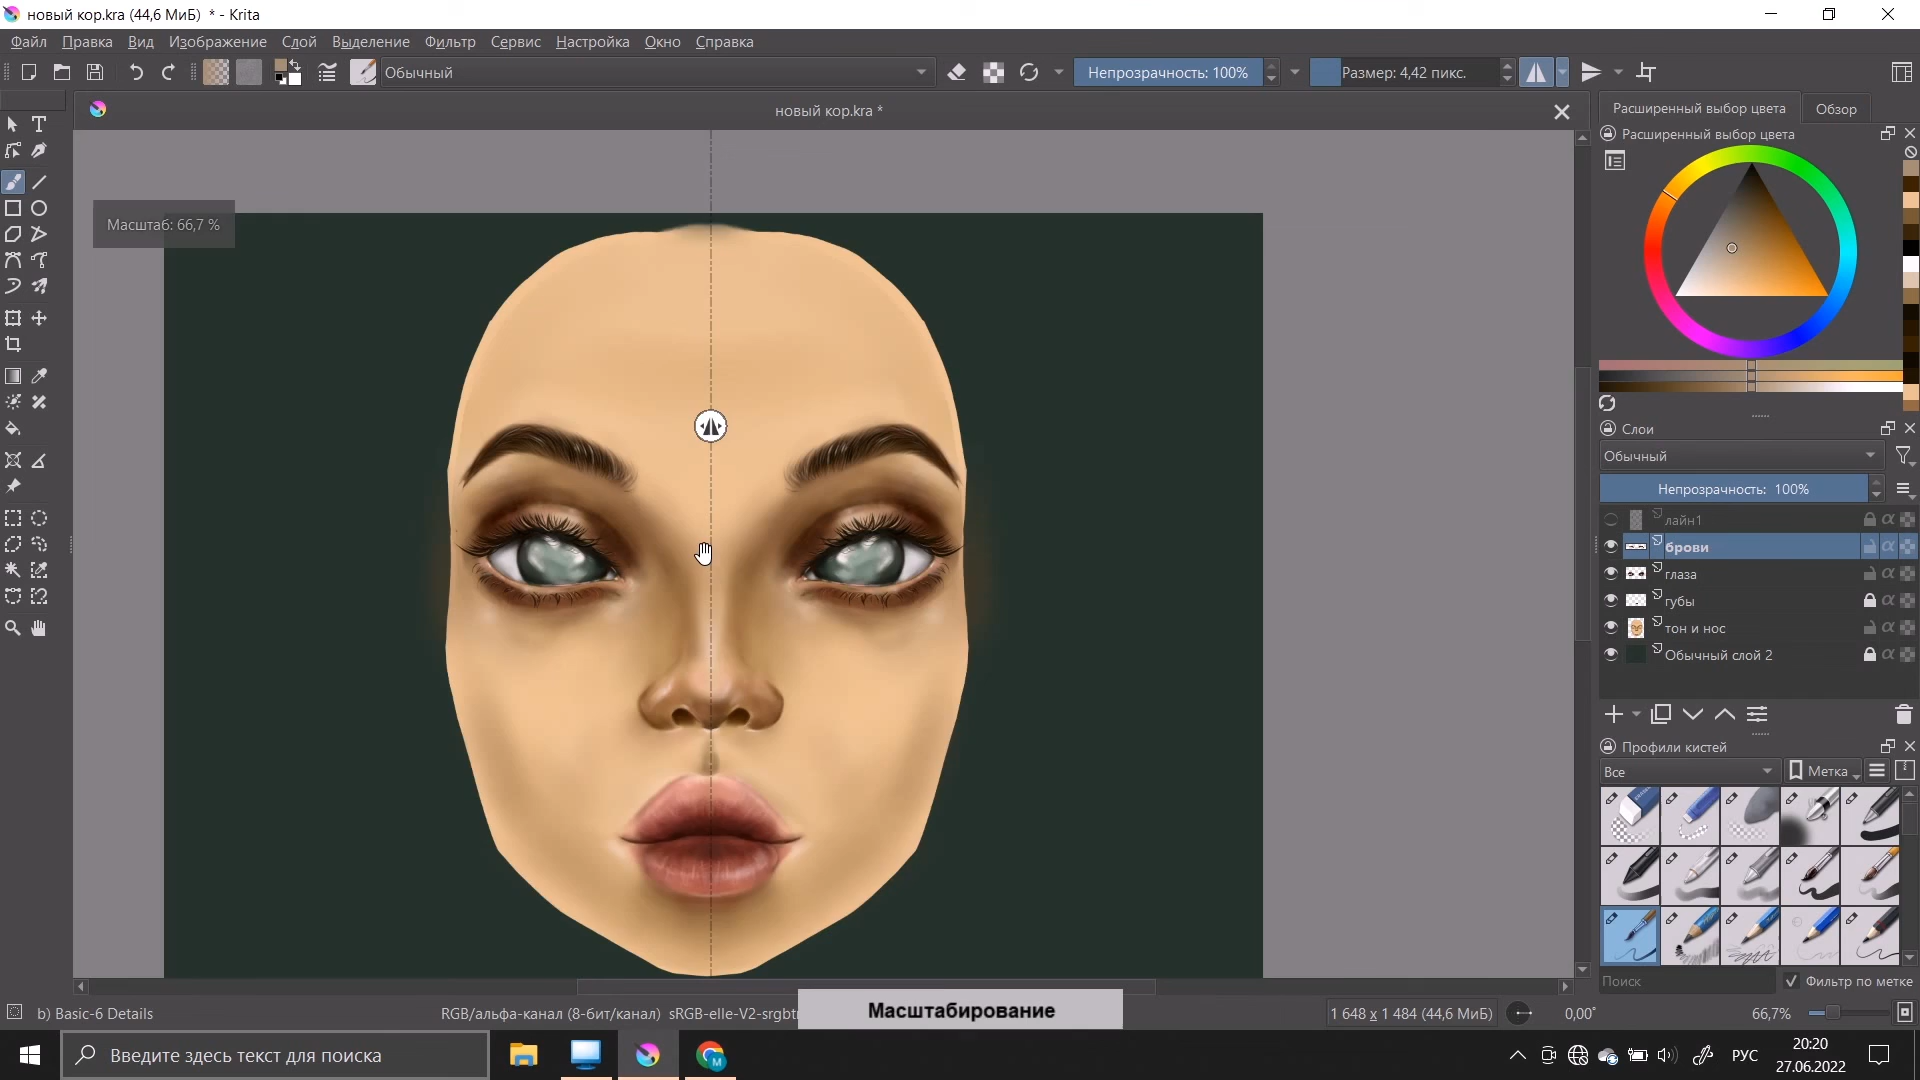 новый кор.kra (44,6 МиБ) * - Krita
Файл Правка Вид Изображение Слой Выделение Фильтр Сервис Настройка Окно Справка
Обычный
Непрозрачность: 100%
Размер: 4,42 пикс.
новый кор.kra *
Расширенный выбор цвета
Обзор
Расширенный выбор цвета
Масштаб: 66,7 %
Слои
Обычный
Непрозрачность: 100%
лайн1
брови
глаза
губы
тон и нос
Обычный слой 2
Профили кистей
Все
Метка
Поиск
Фильтр по метке
b) Basic-6 Details
RGB/альфа-канал (8-бит/канал) sRGB-elle-V2-srgbtr
Масштабирование
1 648 x 1 484 (44,6 МиБ)
0,00°
66,7%
Введите здесь текст для поиска
M
РУС
20:20
27.06.2022